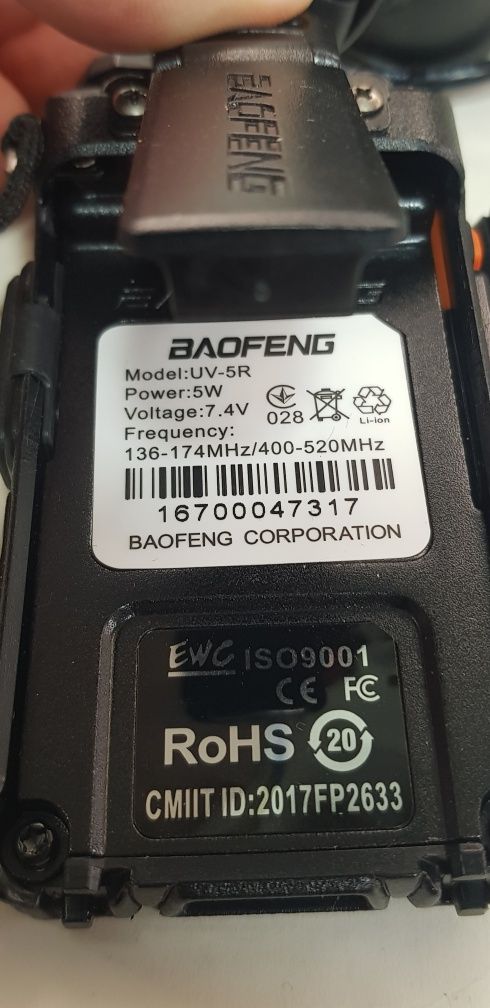 BAOFENG
BAOFENG
Model:UV-5R
Power:5W
Voltage:7.4V
028
Li-ion
Frequency:
136-174MHz/400-520MHz
16700047317
BAOFENG CORPORATION
EWC ISO9001
CE FC
RoHS 20
CMIIT ID:2017FP2633